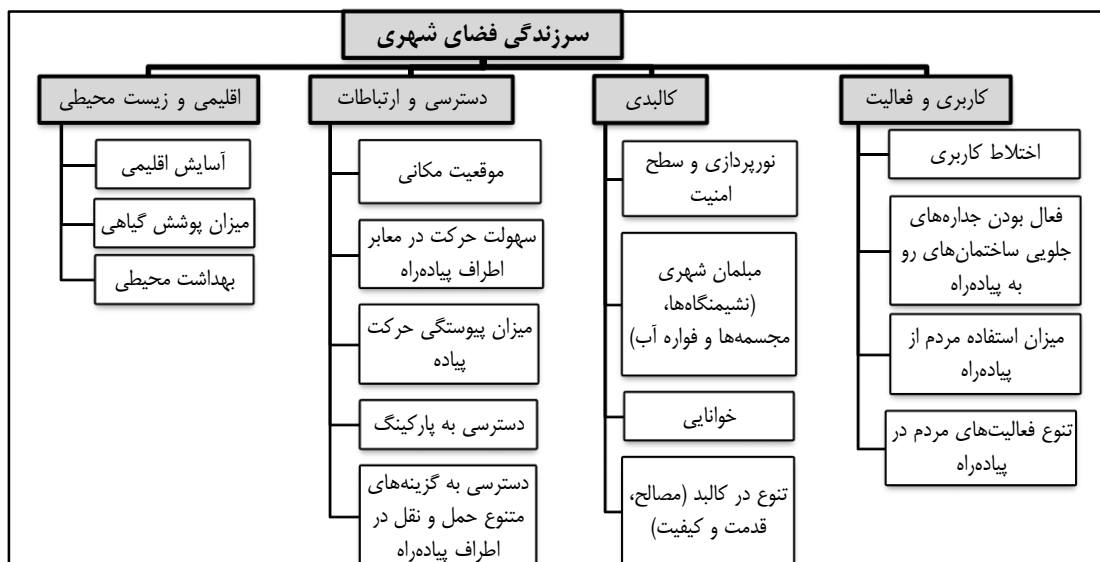 سرزندگی فضای شهری
کاربری و فعالیت
اختلاط کاربری
فعال بودن جداره‌های
جلویی ساختمان‌های رو
به پیاده‌راه
میزان استفاده مردم از
پیاده‌راه
تنوع فعالیت‌های مردم در
پیاده‌راه
کالبدی
نورپردازی و سطح
امنیت
مبلمان شهری
(نشیمنگاه‌ها،
مجسمه‌ها و فواره آب)
خوانایی
تنوع در کالبد (مصالح،
قدمت و کیفیت)
دسترسی و ارتباطات
موقعیت مکانی
سهولت حرکت در معابر
اطراف پیاده‌راه
میزان پیوستگی حرکت
پیاده
دسترسی به پارکینگ
دسترسی به گزینه‌های
متنوع حمل و نقل در
اطراف پیاده‌راه
اقلیمی و زیست محیطی
آسایش اقلیمی
میزان پوشش گیاهی
بهداشت محیطی